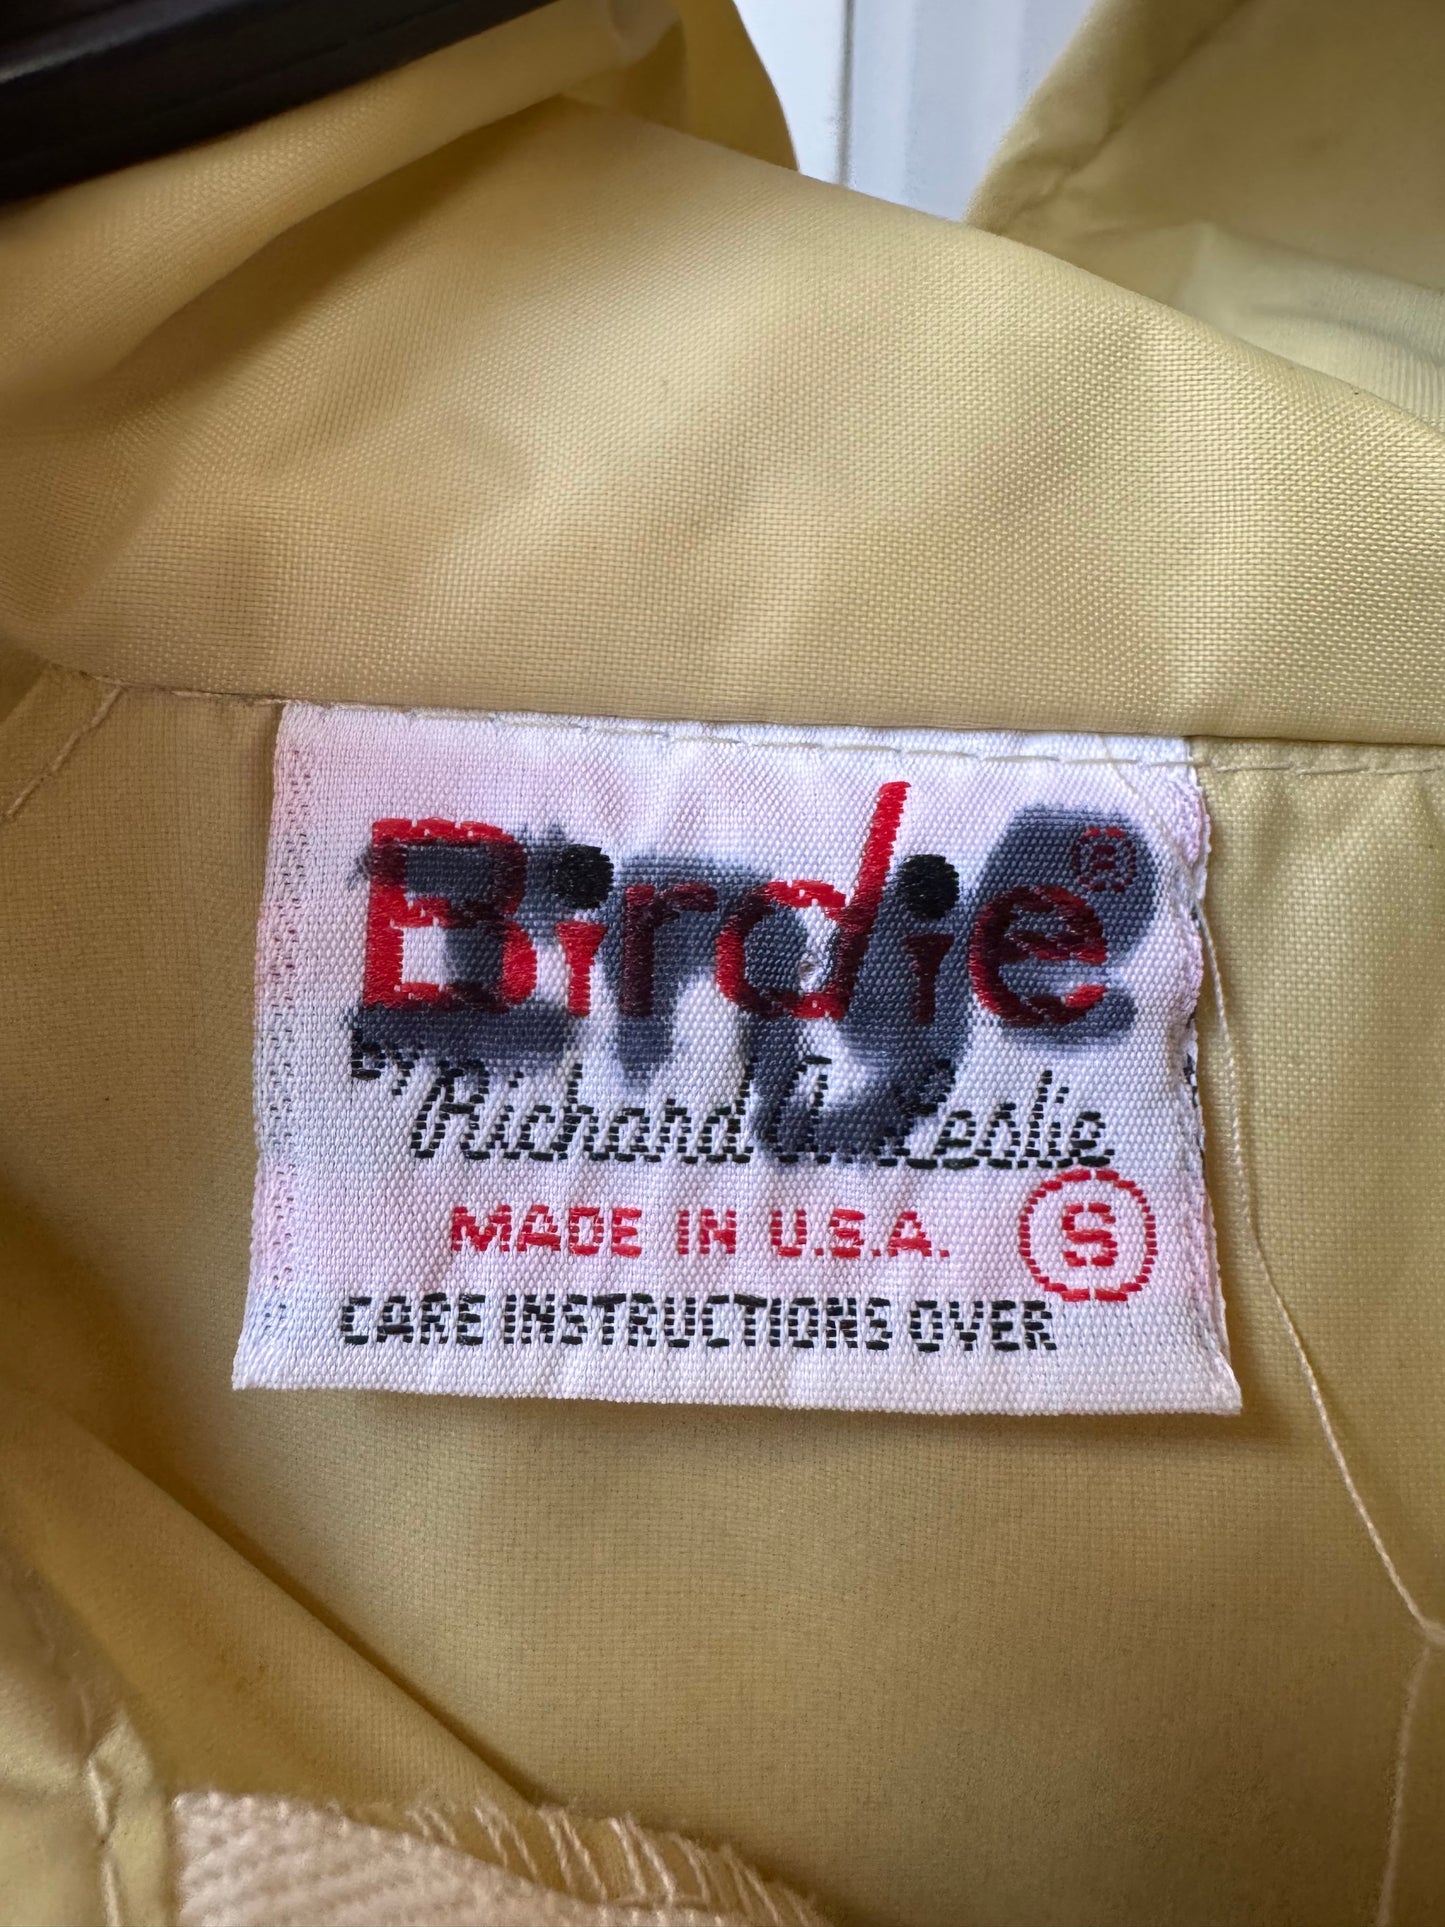 Birdie®
by Richard A. Leslie
MADE IN U.S.A. S
CARE INSTRUCTIONS OVER